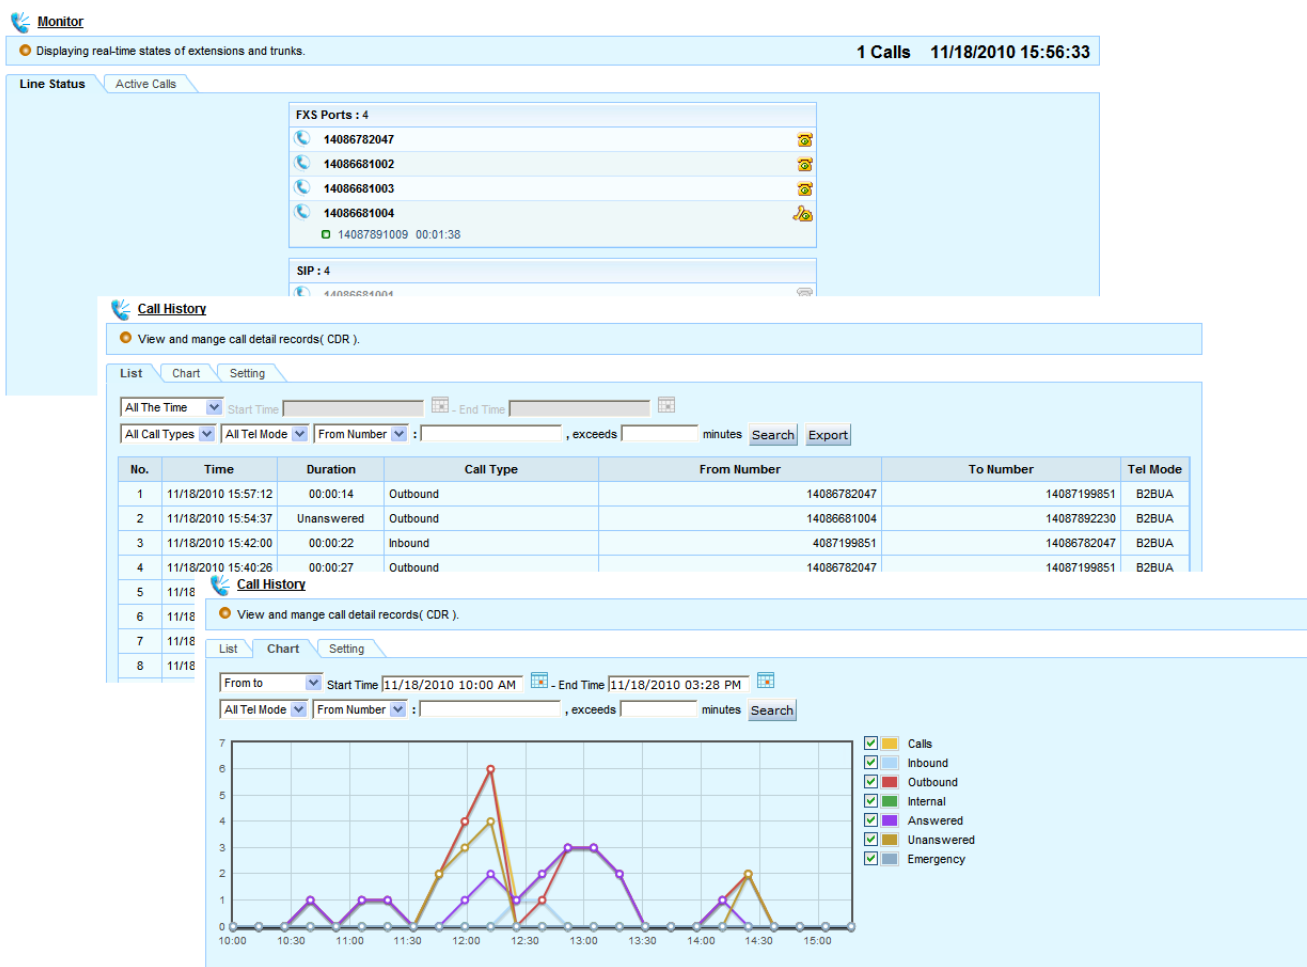 Monitor
Displaying real-time states of extensions and trunks.
1 Calls 11/18/2010 15:56:33
Line Status Active Calls
FXS Ports : 4
14086782047
14086681002
14086681003
14086681004
14087891009 00:01:38
SIP : 4
14086681001
Call History
View and mange call detail records( CDR ).
List Chart Setting
All The Time Start Time - End Time
All Call Types All Tel Mode From Number : , exceeds minutes Search Export
No. Time Duration Call Type From Number To Number Tel Mode
1 11/18/2010 15:57:12 00:00:14 Outbound 14086782047 14087199851 B2BUA
2 11/18/2010 15:54:37 Unanswered Outbound 14086681004 14087892230 B2BUA
3 11/18/2010 15:42:00 00:00:22 Inbound 4087199851 14086782047 B2BUA
4 11/18/2010 15:40:26 00:00:27 Outbound 14086782047 14087199851 B2BUA
5 11/18
6 11/18
7 11/18
8 11/18
Call History
View and mange call detail records( CDR ).
List Chart Setting
From to Start Time 11/18/2010 10:00 AM - End Time 11/18/2010 03:28 PM
All Tel Mode From Number : , exceeds minutes Search
7
6
5
4
3
2
1
0
10:00 10:30 11:00 11:30 12:00 12:30 13:00 13:30 14:00 14:30 15:00
Calls
Inbound
Outbound
Internal
Answered
Unanswered
Emergency